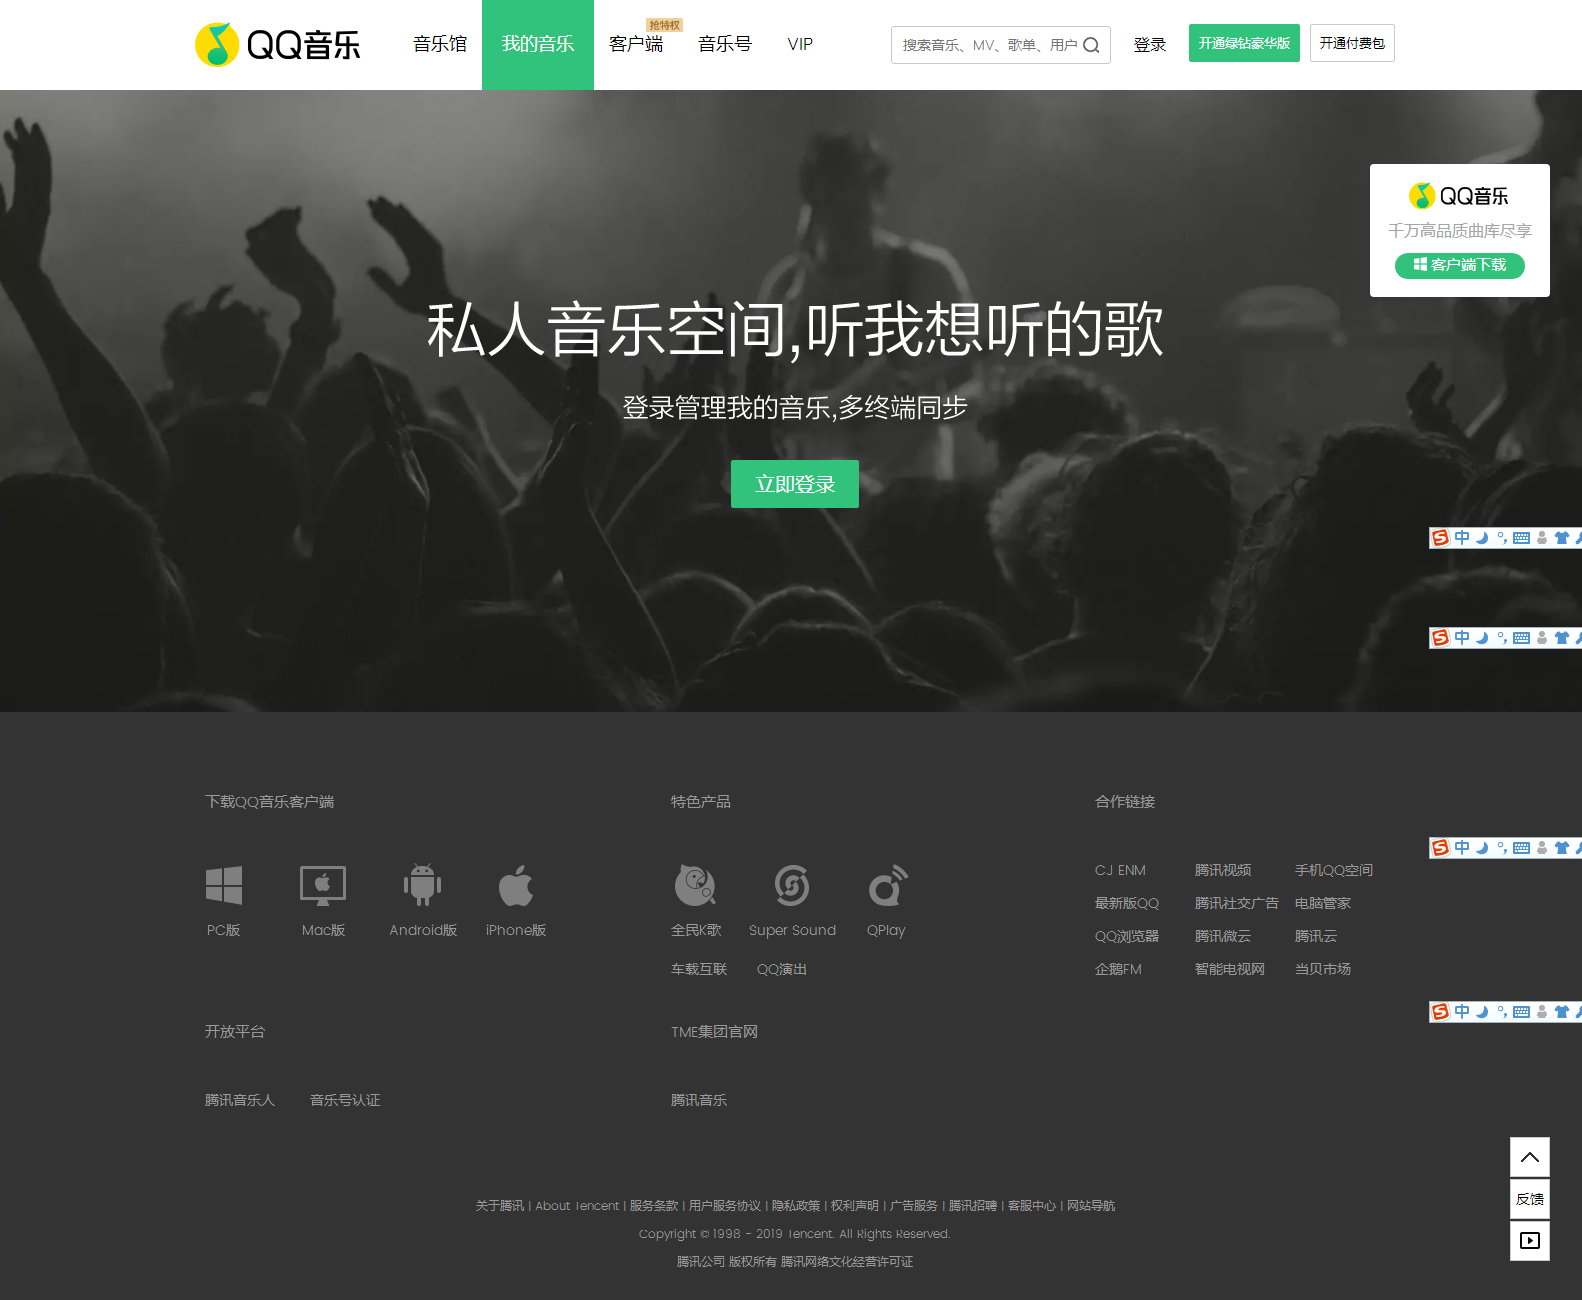 QQ音乐
音乐馆 我的音乐 客户端 抢特权 音乐号 VIP
搜索音乐、MV、歌单、用户 登录 开通绿钻豪华版 开通付费包
QQ音乐
千万高品质曲库尽享
客户端下载
私人音乐空间,听我想听的歌
登录管理我的音乐,多终端同步
立即登录
中
中
下载QQ音乐客户端 特色产品 合作链接
中
PC版 Mac版 Android版 iPhone版
全民K歌 Super Sound QPlay
车载互联 QQ演出
CJ ENM 腾讯视频 手机QQ空间
最新版QQ 腾讯社交广告 电脑管家
QQ浏览器 腾讯微云 腾讯云
企鹅FM 智能电视网 当贝市场
中
开放平台 TME集团官网
腾讯音乐人 音乐号认证 腾讯音乐
反馈
关于腾讯 | About Tencent | 服务条款 | 用户服务协议 | 隐私政策 | 权利声明 | 广告服务 | 腾讯招聘 | 客服中心 | 网站导航
Copyright © 1998 - 2019 Tencent. All Rights Reserved.
腾讯公司 版权所有 腾讯网络文化经营许可证